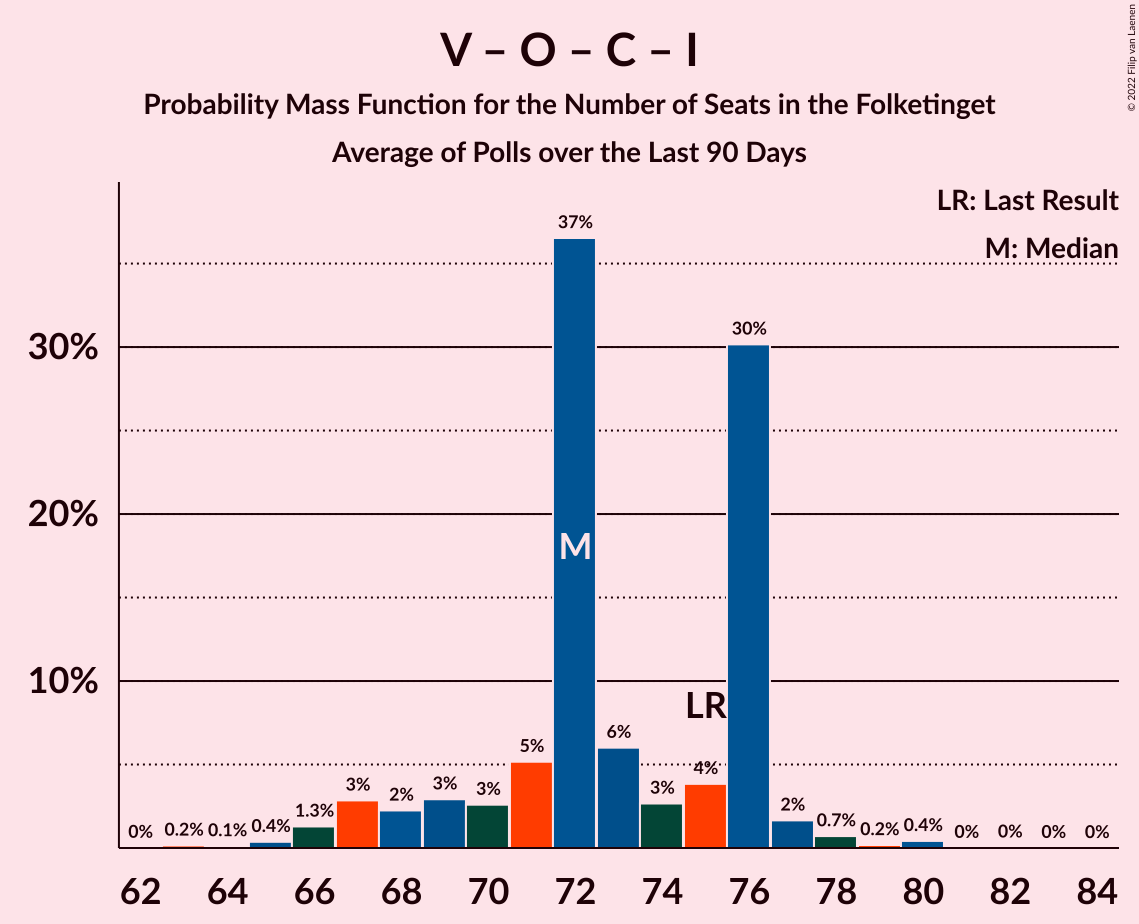 V – O – C – I
Probability Mass Function for the Number of Seats in the Folketinget
Average of Polls over the Last 90 Days
© 2022 Filip van Laenen
LR: Last Result
M: Median
37%
30%
30%
20%
M
10%
LR
6%
5%
4%
3%
2%
3%
3%
3%
2%
1.3%
0%
0.2%
0.1%
0.4%
0.7%
0.2%
0.4%
0%
0%
0%
0%
62 64 66 68 70 72 74 76 78 80 82 84